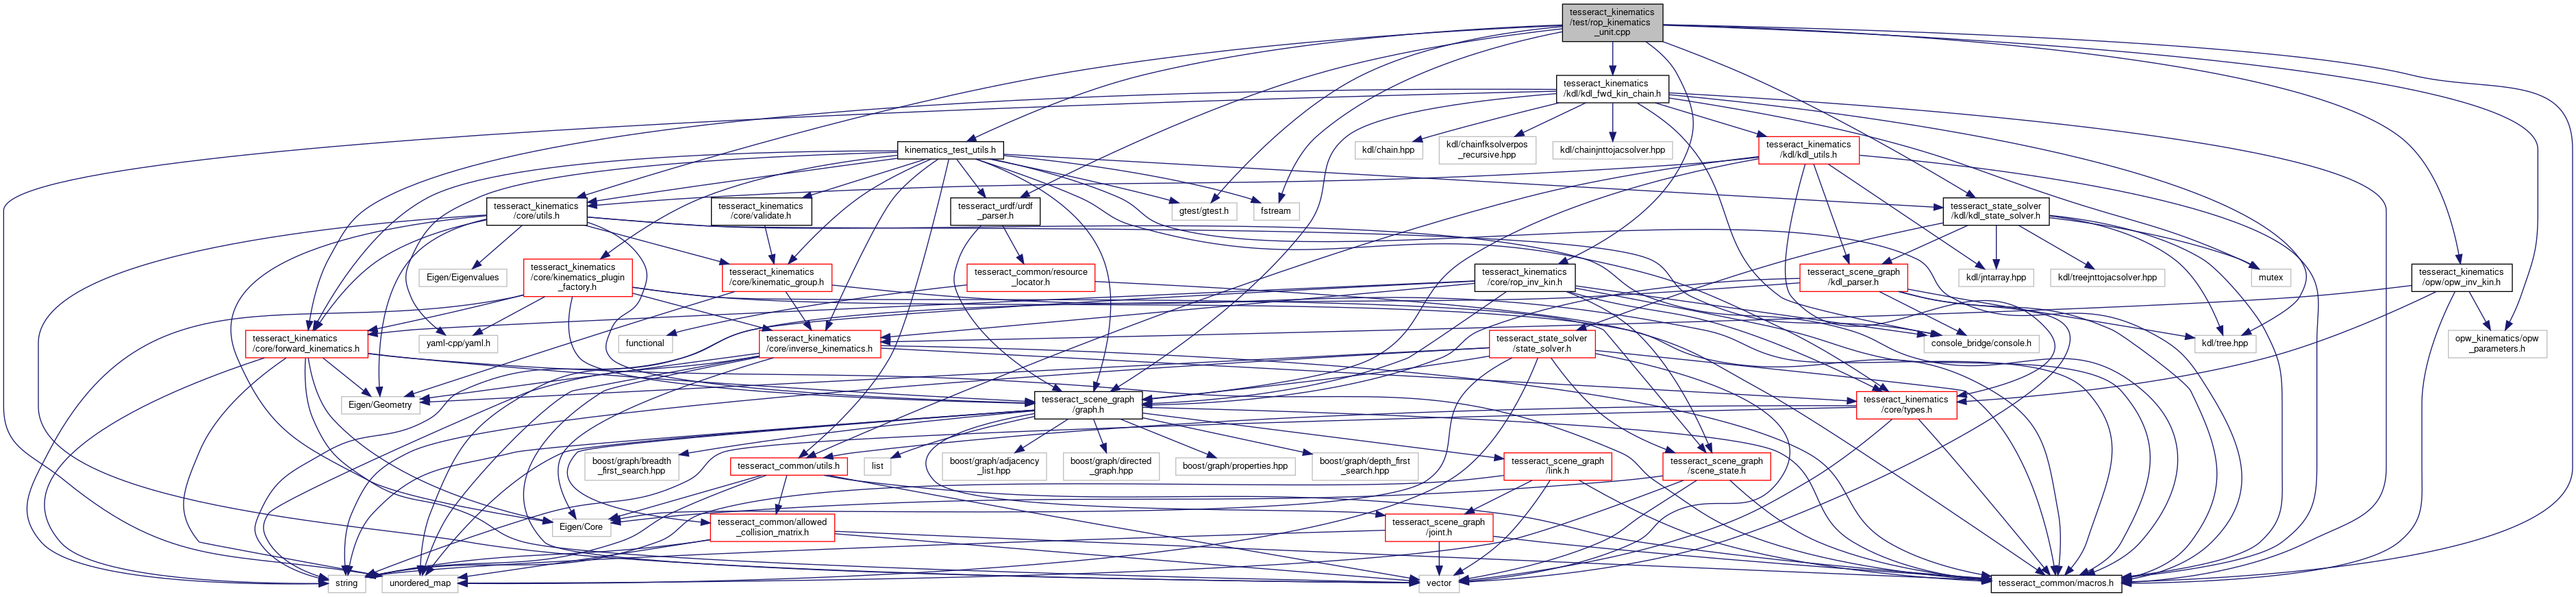 tesseract_kinematics
/test/rop_kinematics
_unit.cpp
tesseract_kinematics
/kdl/kdl_fwd_kin_chain.h
kinematics_test_utils.h
kdl/chain.hpp
kdl/chainfksolverpos
_recursive.hpp
kdl/chainjnttojacsolver.hpp
tesseract_kinematics
/kdl/kdl_utils.h
tesseract_kinematics
/core/utils.h
tesseract_kinematics
/core/validate.h
tesseract_urdf/urdf
_parser.h
gtest/gtest.h
fstream
tesseract_state_solver
/kdl/kdl_state_solver.h
Eigen/Eigenvalues
tesseract_kinematics
/core/kinematics_plugin
_factory.h
tesseract_kinematics
/core/kinematic_group.h
tesseract_common/resource
_locator.h
tesseract_kinematics
/core/rop_inv_kin.h
tesseract_scene_graph
/kdl_parser.h
kdl/jntarray.hpp
kdl/treejnttojacsolver.hpp
mutex
tesseract_kinematics
/opw/opw_inv_kin.h
tesseract_kinematics
/core/forward_kinematics.h
yaml-cpp/yaml.h
functional
tesseract_kinematics
/core/inverse_kinematics.h
tesseract_state_solver
/state_solver.h
console_bridge/console.h
kdl/tree.hpp
opw_kinematics/opw
_parameters.h
Eigen/Geometry
tesseract_scene_graph
/graph.h
tesseract_kinematics
/core/types.h
boost/graph/breadth
_first_search.hpp
tesseract_common/utils.h
list
boost/graph/adjacency
_list.hpp
boost/graph/directed
_graph.hpp
boost/graph/properties.hpp
boost/graph/depth_first
_search.hpp
tesseract_scene_graph
/link.h
tesseract_scene_graph
/scene_state.h
Eigen/Core
tesseract_common/allowed
_collision_matrix.h
tesseract_scene_graph
/joint.h
string
unordered_map
vector
tesseract_common/macros.h